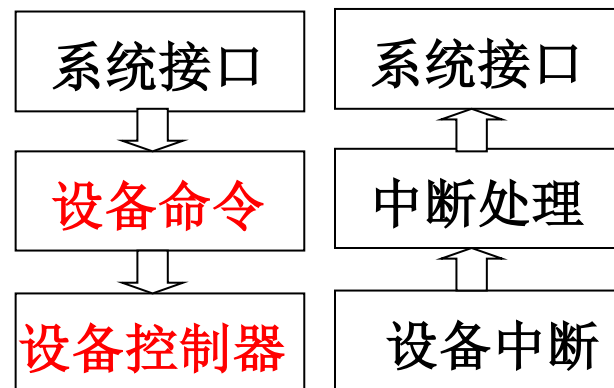 系统接口
设备命令
设备控制器
系统接口
中断处理
设备中断